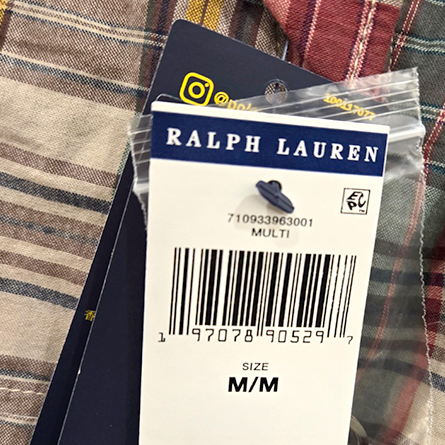 RALPH LAUREN
710933963001
MULTI
1 97078 90529 7
SIZE
M/M